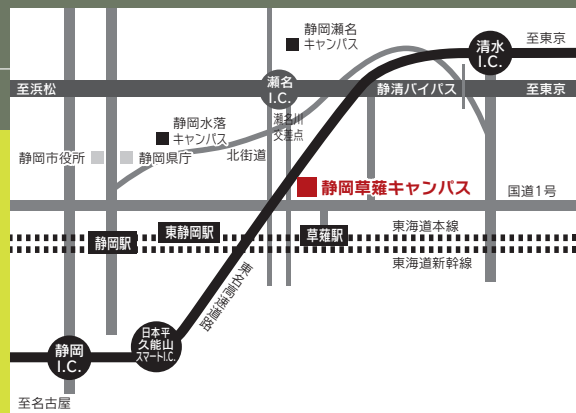 静岡瀬名
キャンパス
清水
I.C.
至東京
至浜松
瀬名
I.C.
静清バイパス
至東京
静岡水落
キャンパス
瀬名川
交差点
静岡市役所
静岡県庁
北街道
静岡草薙キャンパス
国道1号
静岡駅
東静岡駅
草薙駅
東海道本線
東海道新幹線
東名高速道路
日本平
久能山
スマートI.C.
静岡
I.C.
至名古屋